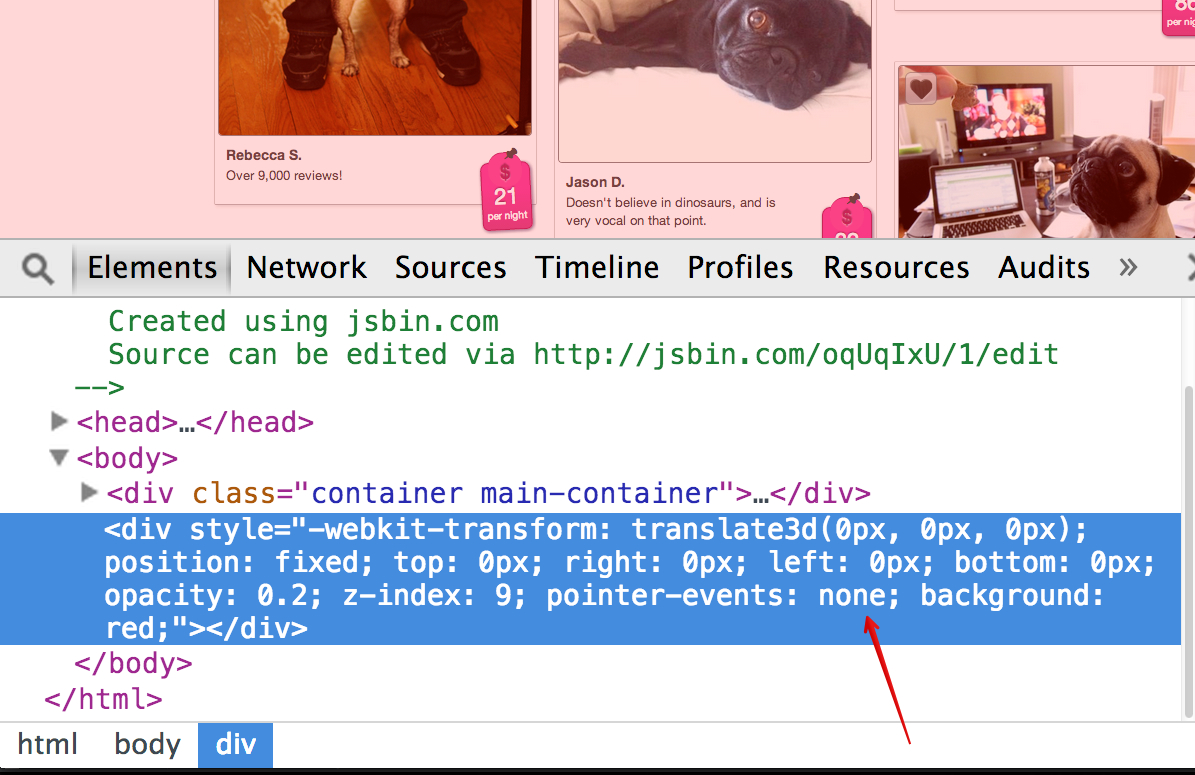 80
per nig
Rebecca S.
Over 9,000 reviews!
$
21
per night
Jason D.
Doesn't believe in dinosaurs, and is
very vocal on that point.
$
Elements Network Sources Timeline Profiles Resources Audits »
Created using jsbin.com
Source can be edited via http://jsbin.com/oqUqIxU/1/edit
-->
▶<head>…</head>
▼<body>
▶<div class="container main-container">…</div>
<div style="-webkit-transform: translate3d(0px, 0px, 0px);
position: fixed; top: 0px; right: 0px; left: 0px; bottom: 0px;
opacity: 0.2; z-index: 9; pointer-events: none; background:
red;"></div>
</body>
</html>
html body div